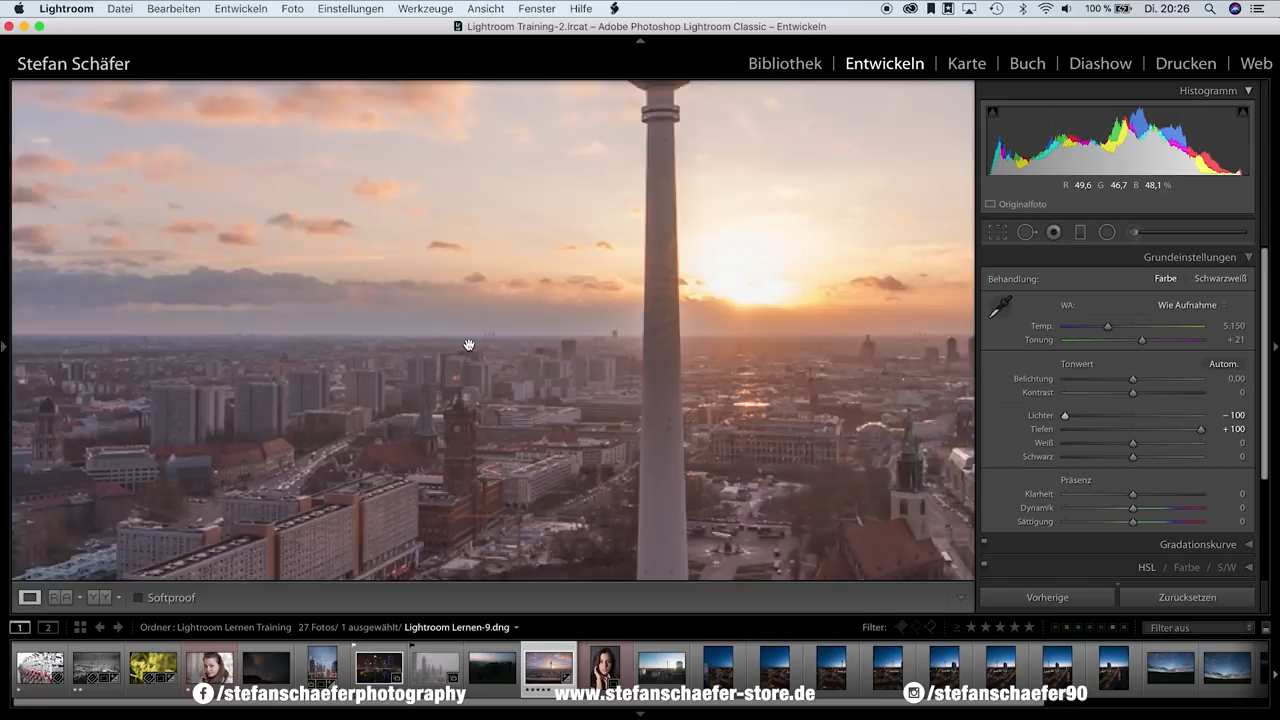 Lightroom Datei Bearbeiten Entwickeln Foto Einstellungen Werkzeuge Ansicht Fenster Hilfe 100 % Di. 20:26
Lightroom Training-2.lrcat – Adobe Photoshop Lightroom Classic – Entwickeln
Stefan Schäfer Bibliothek Entwickeln Karte Buch Diashow Drucken Web
Histogramm
R 49,6 G 46,7 B 48,1 %
Originalfoto
Grundeinstellungen
Behandlung: Farbe Schwarzweiß
WA: Wie Aufnahme
Temp. 5.150
Tonung + 21
Tonwert Autom.
Belichtung 0,00
Kontrast 0
Lichter − 100
Tiefen + 100
Weiß 0
Schwarz 0
Präsenz
Klarheit 0
Dynamik 0
Sättigung 0
Gradationskurve
HSL / Farbe / S/W
Softproof Vorherige Zurücksetzen
1 2 Ordner : Lightroom Lernen Training 27 Fotos/ 1 ausgewählt/ Lightroom Lernen-9.dng Filter: Filter aus
/stefanschaeferphotography www.stefanschaefer-store.de /stefanschaefer90